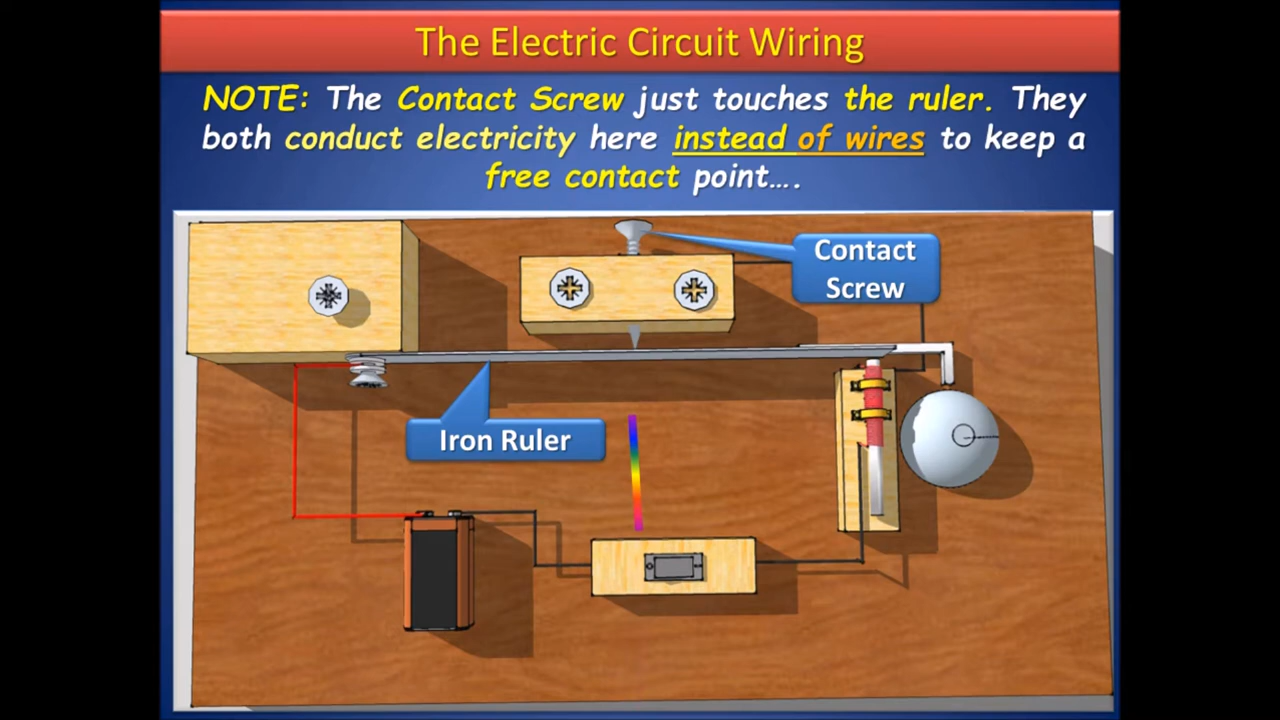 The Electric Circuit Wiring
NOTE: The Contact Screw just touches the ruler. They
both conduct electricity here instead of wires to keep a
free contact point....
Contact
Screw
Iron Ruler